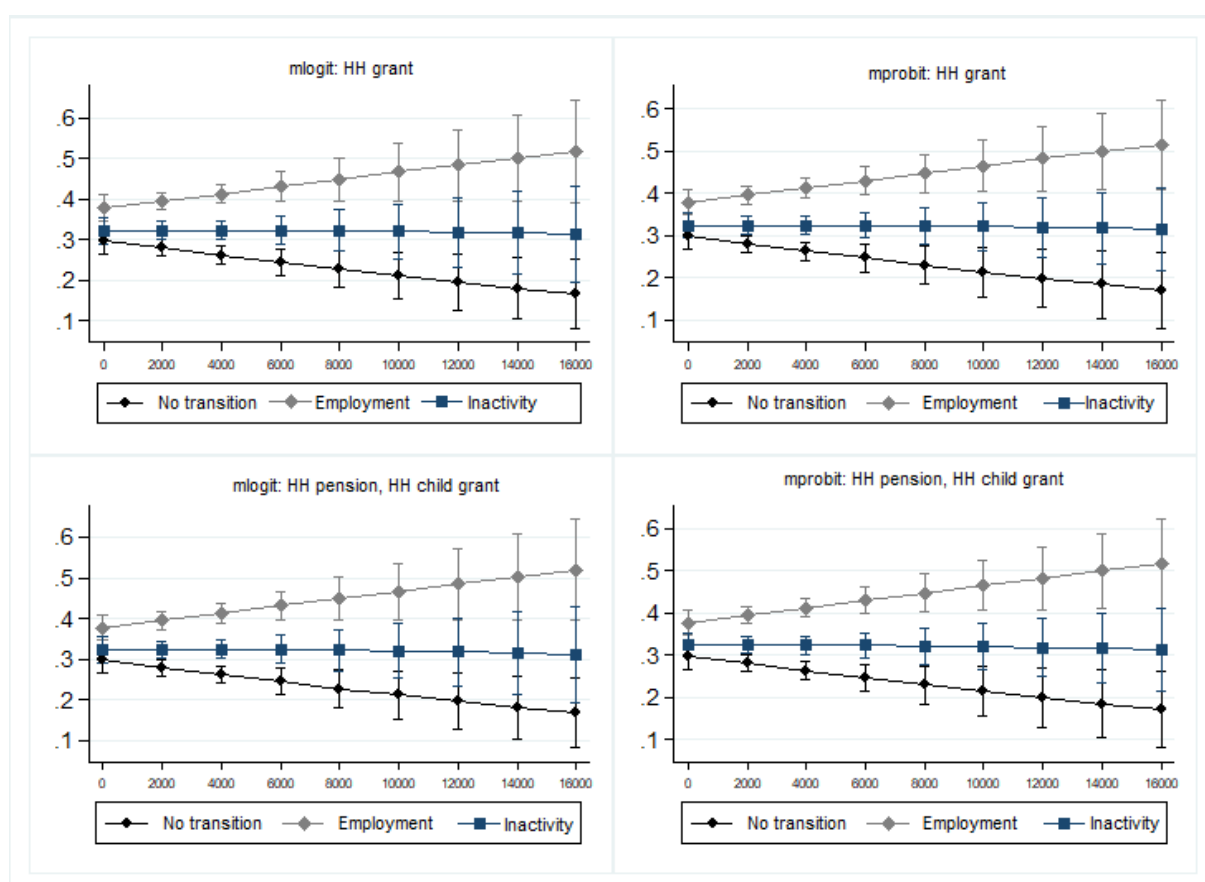 mlogit: HH grant
.6
.5
.4
.3
.2
.1
0 2000 4000 6000 8000 10000 12000 14000 16000
No transition Employment Inactivity
mprobit: HH grant
.6
.5
.4
.3
.2
.1
0 2000 4000 6000 8000 10000 12000 14000 16000
No transition Employment Inactivity
mlogit: HH pension, HH child grant
.6
.5
.4
.3
.2
.1
0 2000 4000 6000 8000 10000 12000 14000 16000
No transition Employment Inactivity
mprobit: HH pension, HH child grant
.6
.5
.4
.3
.2
.1
0 2000 4000 6000 8000 10000 12000 14000 16000
No transition Employment Inactivity